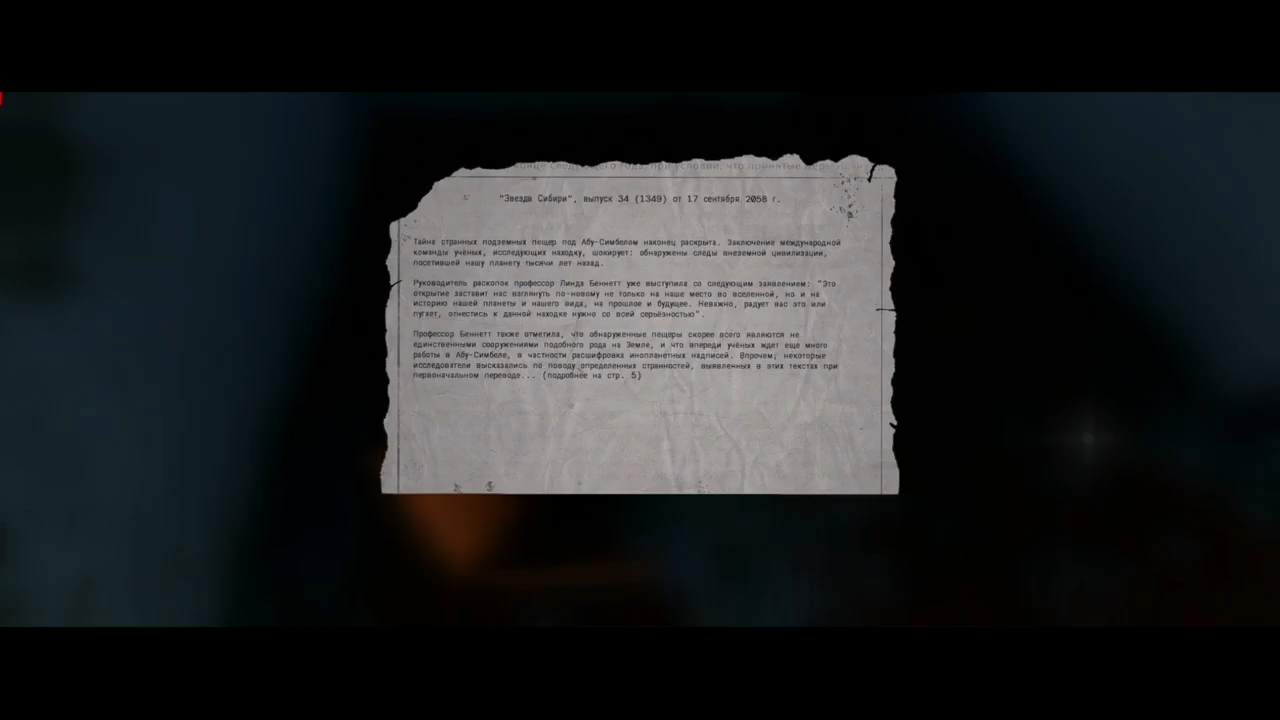 что принятые
"Звезда Сибири", выпуск 34 (1349) от 17 сентября 2058 г.
Тайна странных подземных пещер под Абу-Симбелом наконец раскрыта. Заключение международной
команды учёных, исследующих находку, шокирует: обнаружены следы внеземной цивилизации,
посетившей нашу планету тысячи лет назад.
Руководитель раскопок профессор Линда Беннетт уже выступила со следующим заявлением: "Это
открытие заставит нас взглянуть по-новому не только на наше место во вселенной, но и на
историю нашей планеты и нашего вида, на прошлое и будущее. Неважно, радует вас это или
пугает, отнестись к данной находке нужно со всей серьёзностью".
Профессор Беннетт также отметила, что обнаруженные пещеры скорее всего являются не
единственными сооружениями подобного рода на Земле, и что впереди учёных ждет еще много
работы в Абу-Симбеле, в частности расшифровка инопланетных надписей. Впрочем, некоторые
исследователи высказались по поводу определенных странностей, выявленных в этих текстах при
первоначальном переводе... (подробнее на стр. 5)